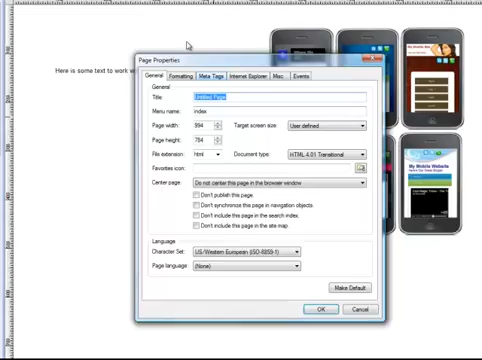 Here is some text to work w
Page Properties
General Formatting Meta Tags Internet Explorer Misc Events
General
Title: Untitled Page
Menu name: index
Page width: 994 Target screen size: User defined
Page height: 784
File extension: html Document type: HTML 4.01 Transitional
Favorites icon:
Center page: Do not center this page in the browser window
Don't publish this page
Don't synchronize this page in navigation objects
Don't include this page in the search index.
Don't include this page in the site map.
Language
Character Set: US/Western European (ISO-8859-1)
Page language (None)
Make Default
OK Cancel
My Mobile Website